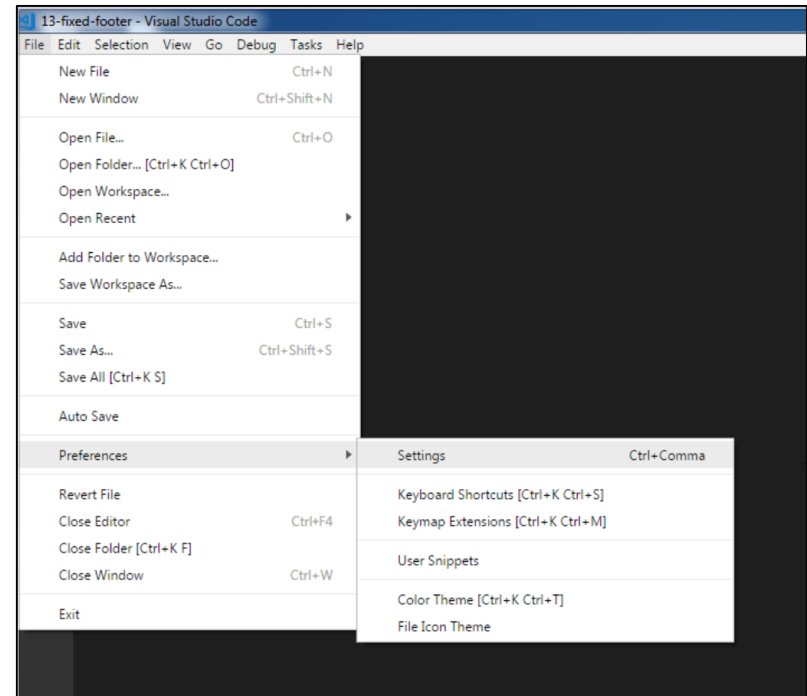 13-fixed-footer - Visual Studio Code
File Edit Selection View Go Debug Tasks Help
New File Ctrl+N
New Window Ctrl+Shift+N
Open File... Ctrl+O
Open Folder... [Ctrl+K Ctrl+O]
Open Workspace...
Open Recent
Add Folder to Workspace...
Save Workspace As...
Save Ctrl+S
Save As... Ctrl+Shift+S
Save All [Ctrl+K S]
Auto Save
Preferences
Settings Ctrl+Comma
Revert File
Keyboard Shortcuts [Ctrl+K Ctrl+S]
Close Editor Ctrl+F4
Keymap Extensions [Ctrl+K Ctrl+M]
Close Folder [Ctrl+K F]
User Snippets
Close Window Ctrl+W
Color Theme [Ctrl+K Ctrl+T]
Exit
File Icon Theme